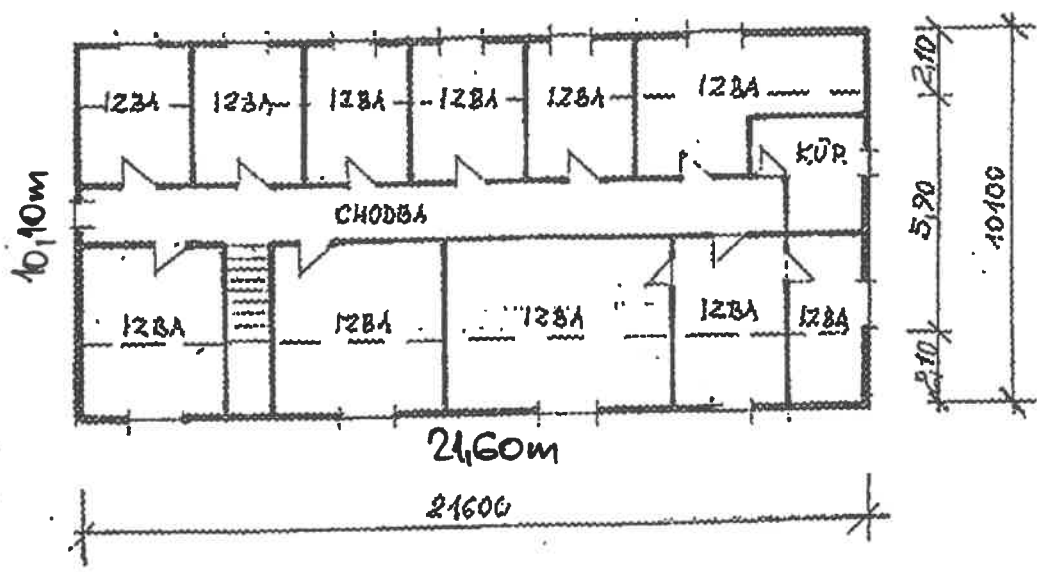 IZBA IZBA IZBA IZBA IZBA IZBA
KÚP.
CHODBA
IZBA IZBA IZBA IZBA IZBA
10,10m
21,60m
21600
2,10
5,90
2,10
10100